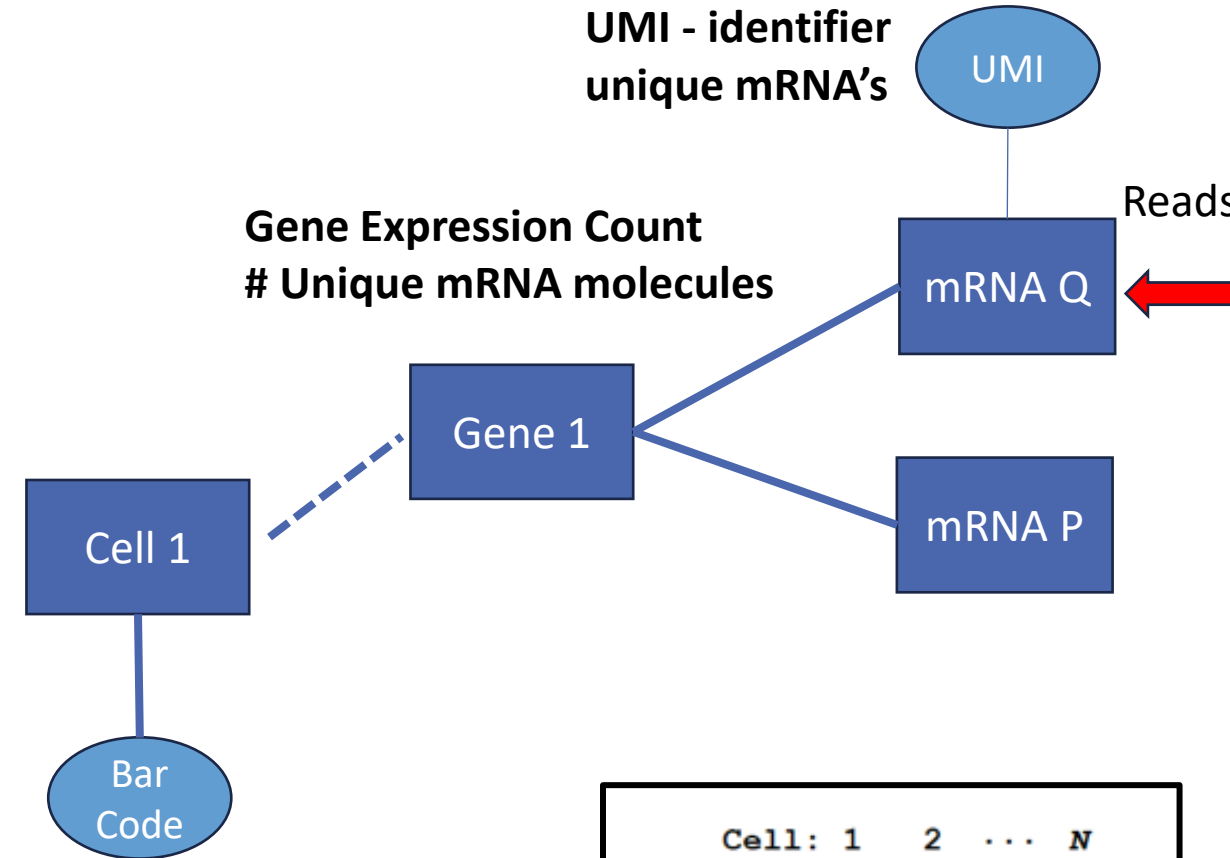 UMI - identifier
unique mRNA's
UMI
Reads
Gene Expression Count
# Unique mRNA molecules
mRNA Q
Gene 1
mRNA P
Cell 1
Bar
Code
Cell: 1 2 ··· N